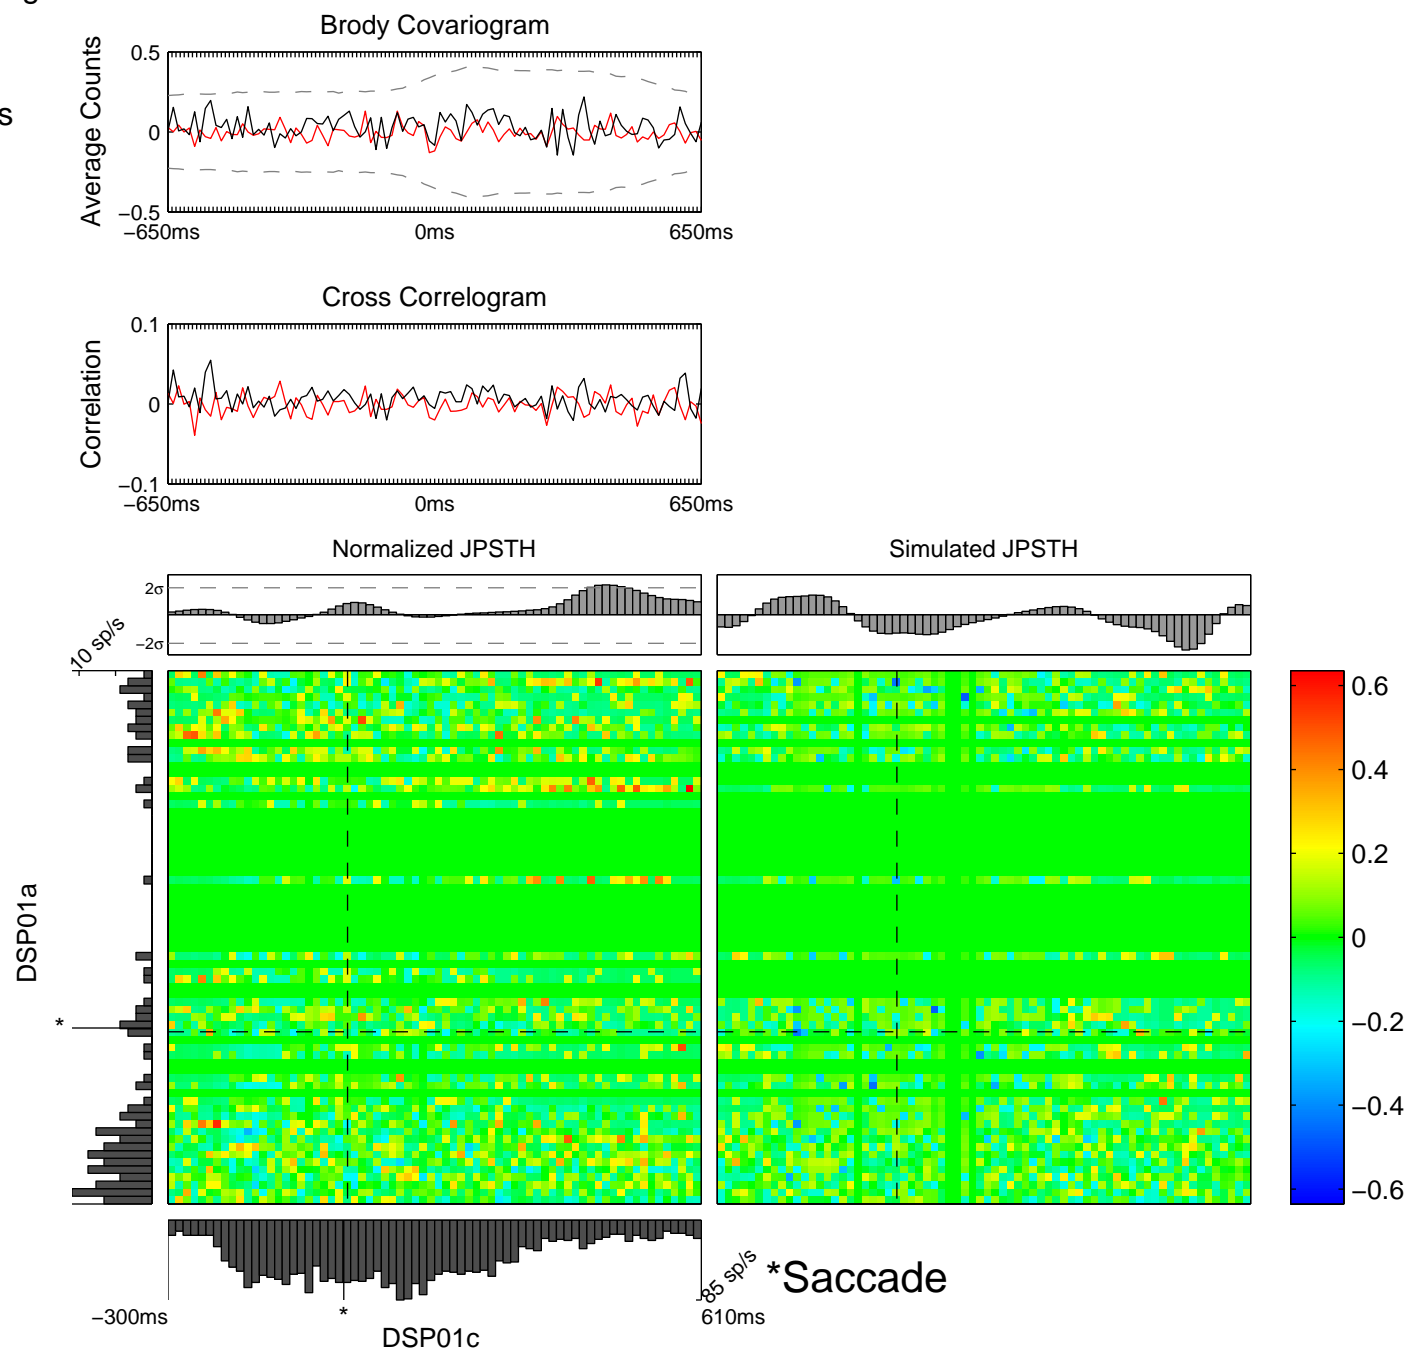 g
Brody Covariogram
s
Average Counts
0.5
0
−0.5
−650ms 0ms 650ms
Cross Correlogram
Correlation
0.1
0
−0.1
−650ms 0ms 650ms
Normalized JPSTH Simulated JPSTH
2σ
−2σ
10 sp/s
0.6
0.4
0.2
0
−0.2
−0.4
−0.6
DSP01a
*
85 sp/s
*Saccade
−300ms * 610ms
DSP01c